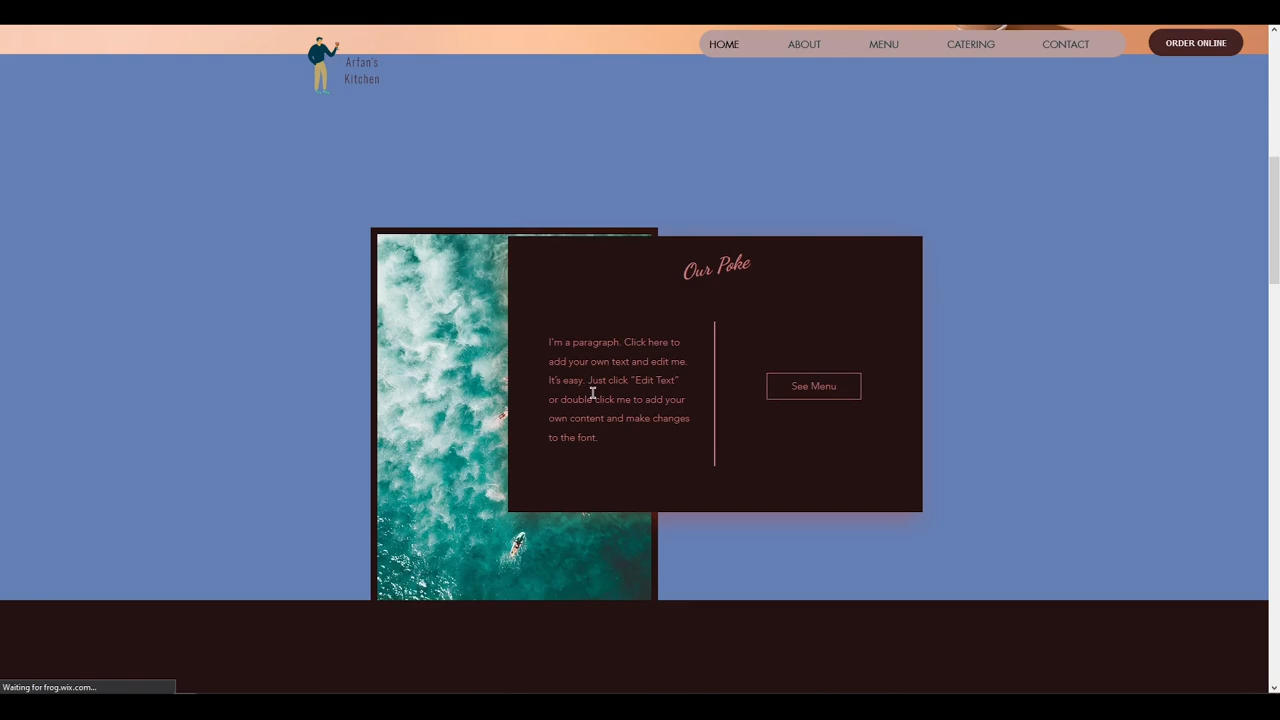 HOME ABOUT MENU CATERING CONTACT ORDER ONLINE
Arfan's
Kitchen
Our Poke
I'm a paragraph. Click here to
add your own text and edit me.
It's easy. Just click "Edit Text"
or double click me to add your
own content and make changes
to the font.
See Menu
Waiting for frog.wix.com...